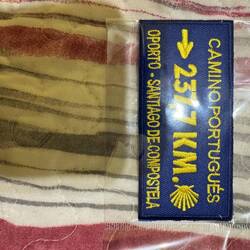 CAMINO PORTUGUÉS
237,7 KM.
OPORTO - SANTIAGO DE COMPOSTELA